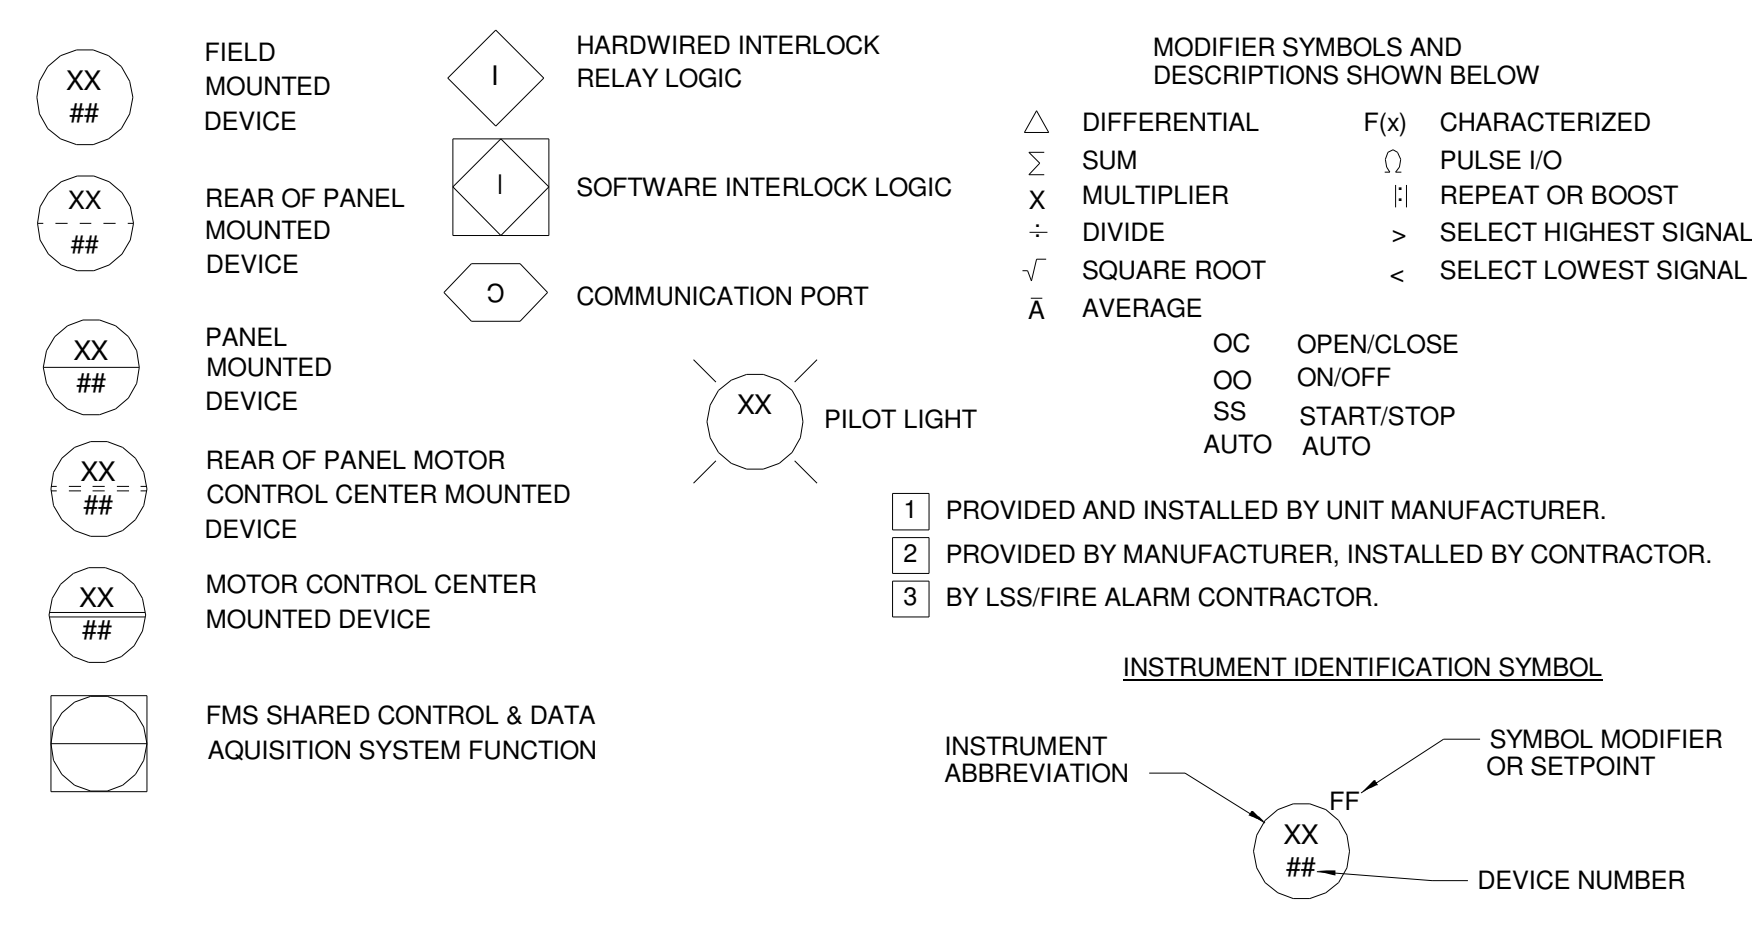 XX
##
FIELD
MOUNTED
DEVICE
XX
##
REAR OF PANEL
MOUNTED
DEVICE
XX
##
PANEL
MOUNTED
DEVICE
XX
##
REAR OF PANEL MOTOR
CONTROL CENTER MOUNTED
DEVICE
XX
##
MOTOR CONTROL CENTER
MOUNTED DEVICE
FMS SHARED CONTROL & DATA
AQUISITION SYSTEM FUNCTION
I
HARDWIRED INTERLOCK
RELAY LOGIC
I
SOFTWARE INTERLOCK LOGIC
C
COMMUNICATION PORT
XX
PILOT LIGHT
MODIFIER SYMBOLS AND
DESCRIPTIONS SHOWN BELOW
△ DIFFERENTIAL
∑ SUM
X MULTIPLIER
÷ DIVIDE
√ SQUARE ROOT
Ā AVERAGE
F(x) CHARACTERIZED
Ω PULSE I/O
|:| REPEAT OR BOOST
> SELECT HIGHEST SIGNAL
< SELECT LOWEST SIGNAL
OC OPEN/CLOSE
OO ON/OFF
SS START/STOP
AUTO AUTO
1 PROVIDED AND INSTALLED BY UNIT MANUFACTURER.
2 PROVIDED BY MANUFACTURER, INSTALLED BY CONTRACTOR.
3 BY LSS/FIRE ALARM CONTRACTOR.
INSTRUMENT IDENTIFICATION SYMBOL
INSTRUMENT
ABBREVIATION
SYMBOL MODIFIER
OR SETPOINT
FF
XX
##
DEVICE NUMBER